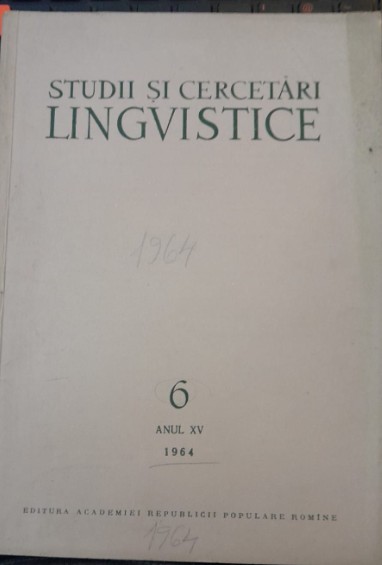 STUDII ȘI CERCETĂRI
LINGVISTICE
1964
6
ANUL XV
1964
EDITURA ACADEMIEI REPUBLICII POPULARE ROMÎNE
1964